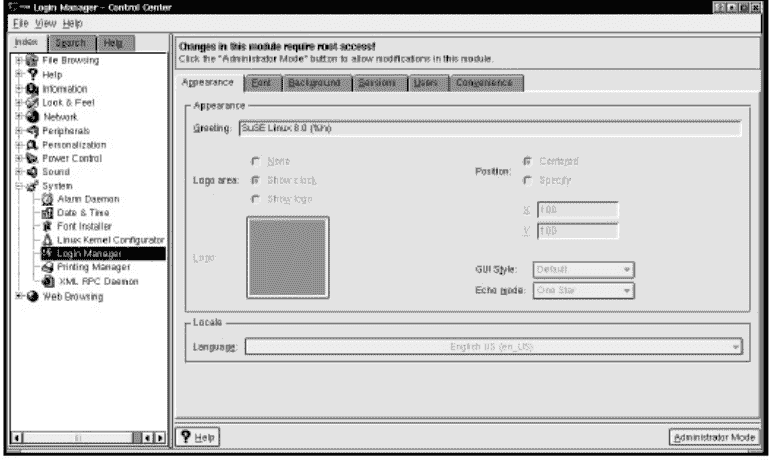 Login Manager - Control Center
File View Help
Index Search Help
File Browsing
Help
Information
Look & Feel
Network
Peripherals
Personalization
Power Control
Sound
System
Alarm Daemon
Date & Time
Font Installer
Linux Kernel Configurator
Login Manager
Printing Manager
XML RPC Daemon
Web Browsing
Changes in this module require root access!
Click the "Administrator Mode" button to allow modifications in this module.
Appearance Font Background Sessions Users Convenience
Appearance
Greeting: SuSE Linux 8.0 (%n)
Logo area:
None
Show clock
Show logo
Logo:
Position:
Centered
Specify
X: 100
Y: 100
GUI Style: Default
Echo mode: One Star
Locale
Language: English US (en_US)
Help
Administrator Mode